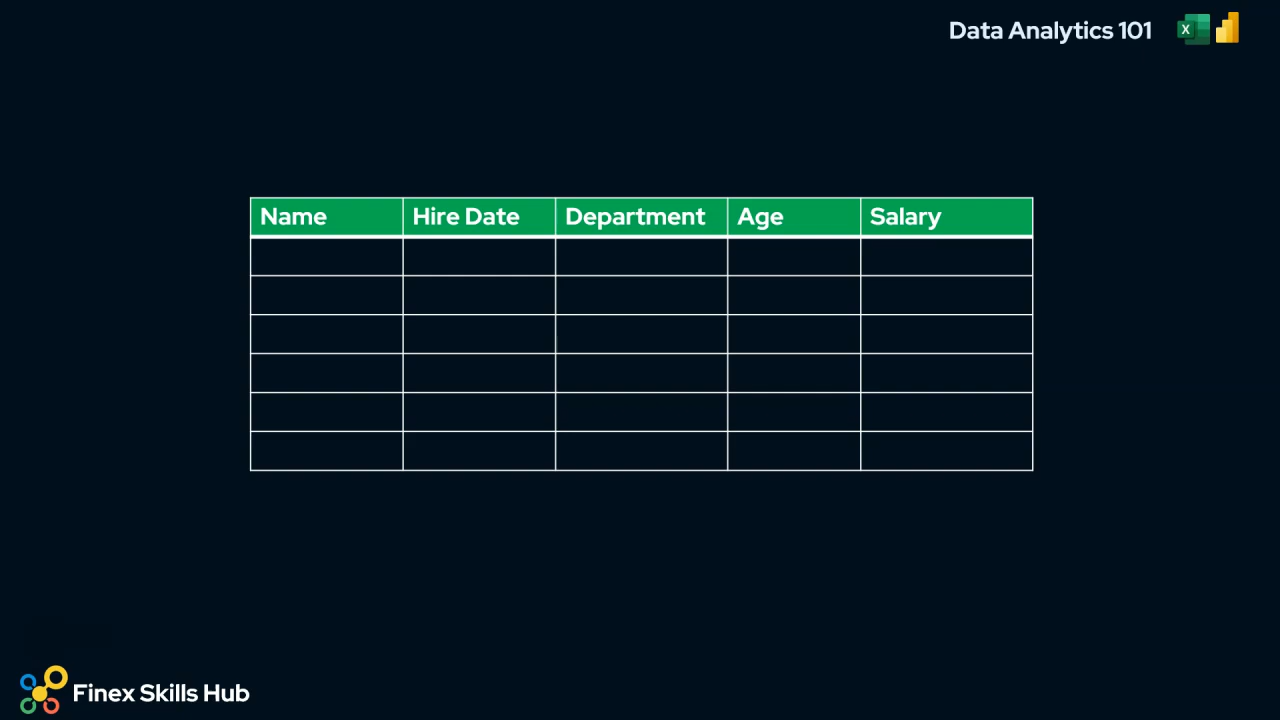 Data Analytics 101
X
Name Hire Date Department Age Salary
Finex Skills Hub